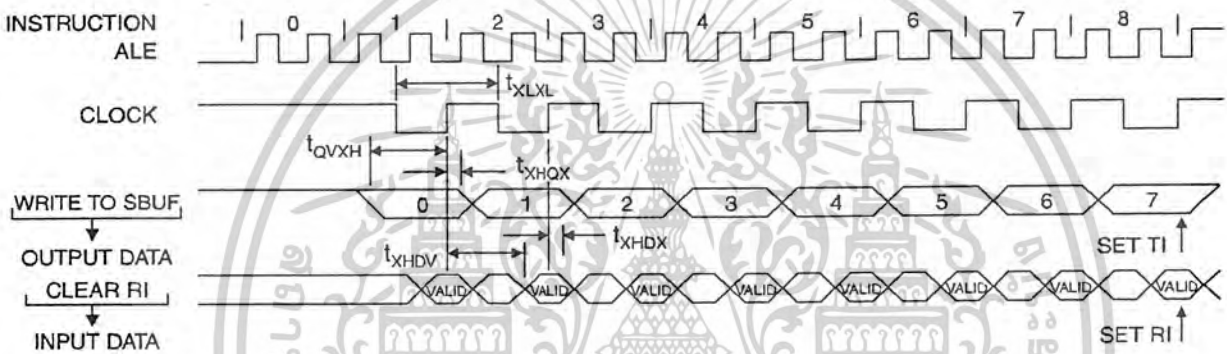 INSTRUCTION
0 1 2 3 4 5 6 7 8
ALE
tXLXL
CLOCK
tQVXH
tXHQX
WRITE TO SBUF
0 1 2 3 4 5 6 7
tXHDX
SET TI
OUTPUT DATA
tXHDV
CLEAR RI
VALID VALID VALID VALID VALID VALID VALID VALID
SET RI
INPUT DATA